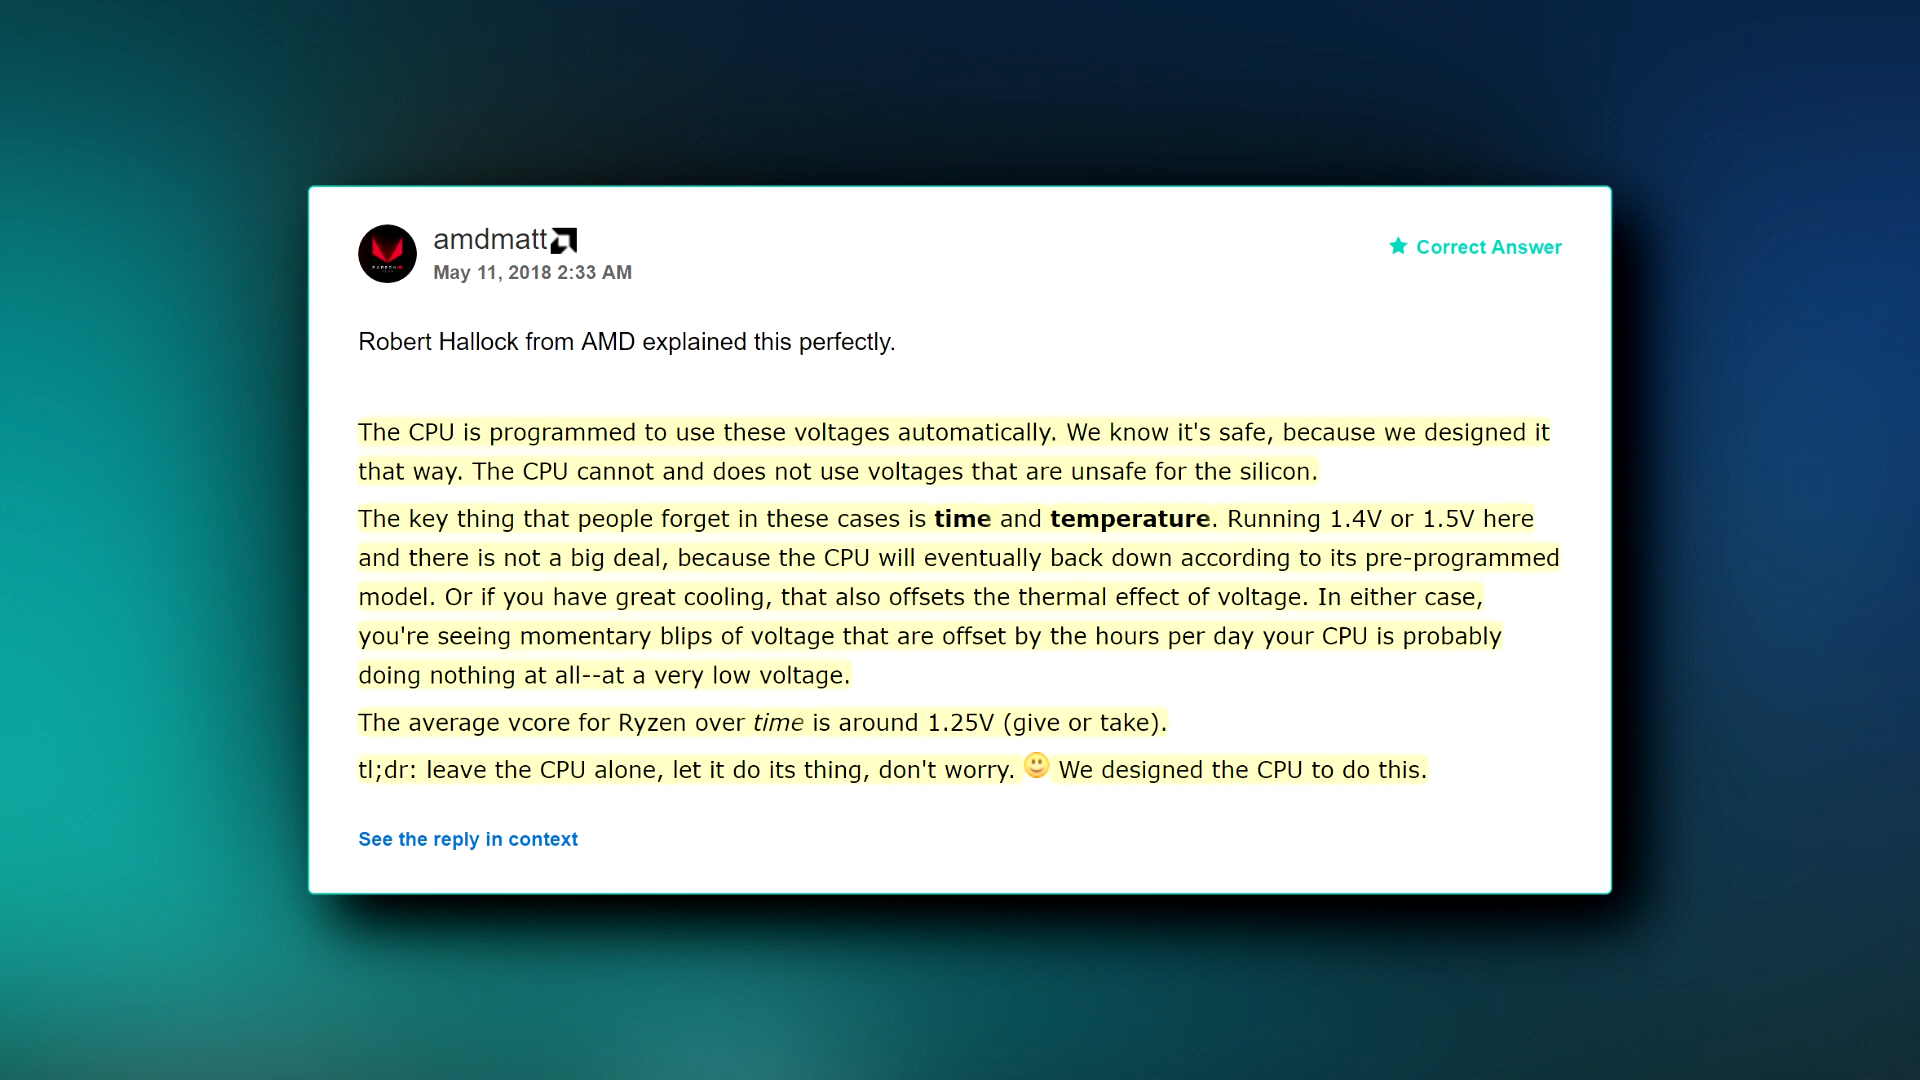 amdmatt
May 11, 2018 2:33 AM
★ Correct Answer
Robert Hallock from AMD explained this perfectly.
The CPU is programmed to use these voltages automatically. We know it's safe, because we designed it
that way. The CPU cannot and does not use voltages that are unsafe for the silicon.
The key thing that people forget in these cases is time and temperature. Running 1.4V or 1.5V here
and there is not a big deal, because the CPU will eventually back down according to its pre-programmed
model. Or if you have great cooling, that also offsets the thermal effect of voltage. In either case,
you're seeing momentary blips of voltage that are offset by the hours per day your CPU is probably
doing nothing at all--at a very low voltage.
The average vcore for Ryzen over time is around 1.25V (give or take).
tl;dr: leave the CPU alone, let it do its thing, don't worry. 🙂 We designed the CPU to do this.
See the reply in context